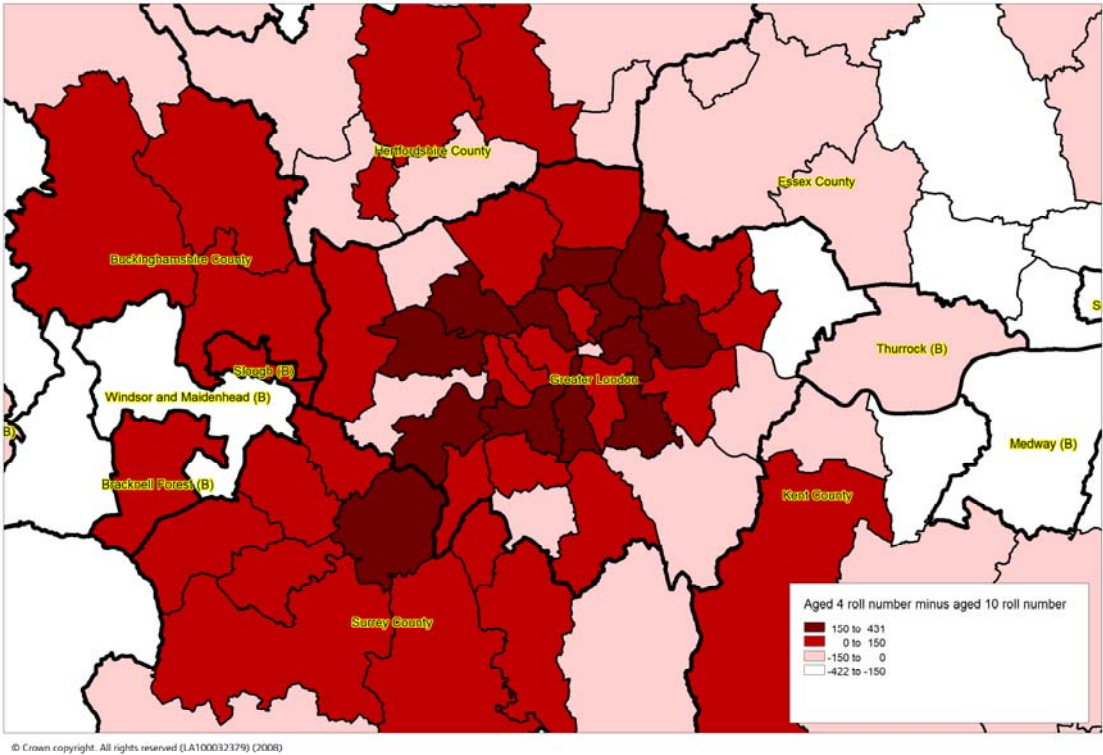 Hertfordshire County
Essex County
Buckinghamshire County
S
Thurrock (B)
Slough (B)
Greater London
Windsor and Maidenhead (B)
B)
Medway (B)
Bracknell Forest (B)
Kent County
Surrey County
Aged 4 roll number minus aged 10 roll number
150 to 431
0 to 150
-150 to 0
-422 to -150
© Crown copyright. All rights reserved (LA100032379) (2008)